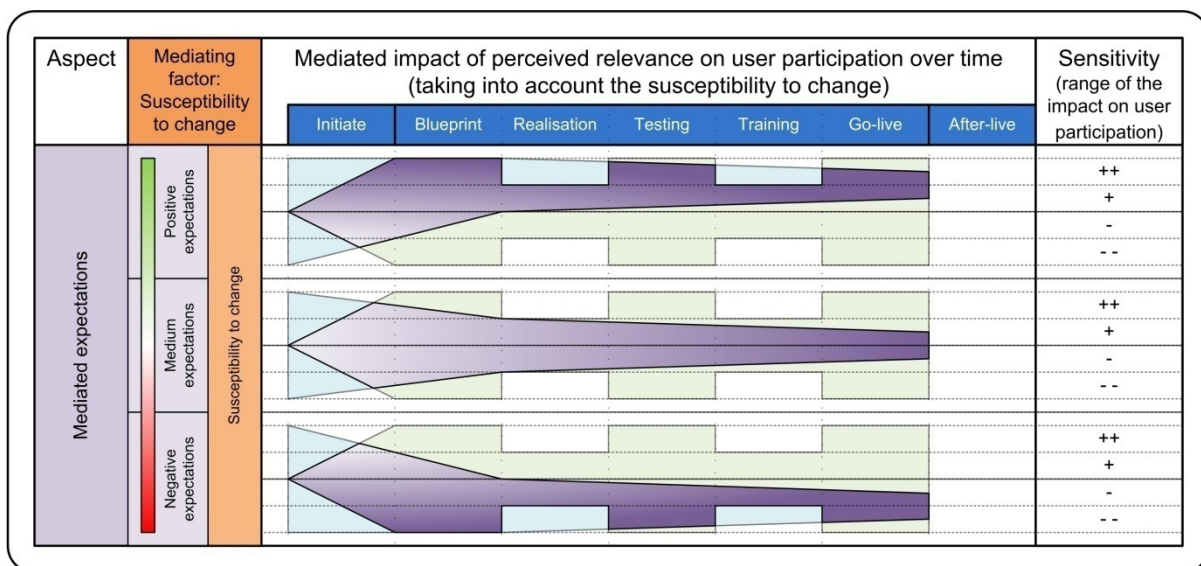 Aspect
Mediating
factor:
Susceptibility
to change
Mediated impact of perceived relevance on user participation over time
(taking into account the susceptibility to change)
Sensitivity
(range of the
impact on user
participation)
Initiate
Blueprint
Realisation
Testing
Training
Go-live
After-live
Mediated expectations
Susceptibility to change
Positive
expectations
++
+
-
- -
Medium
expectations
++
+
-
- -
Negative
expectations
++
+
-
- -